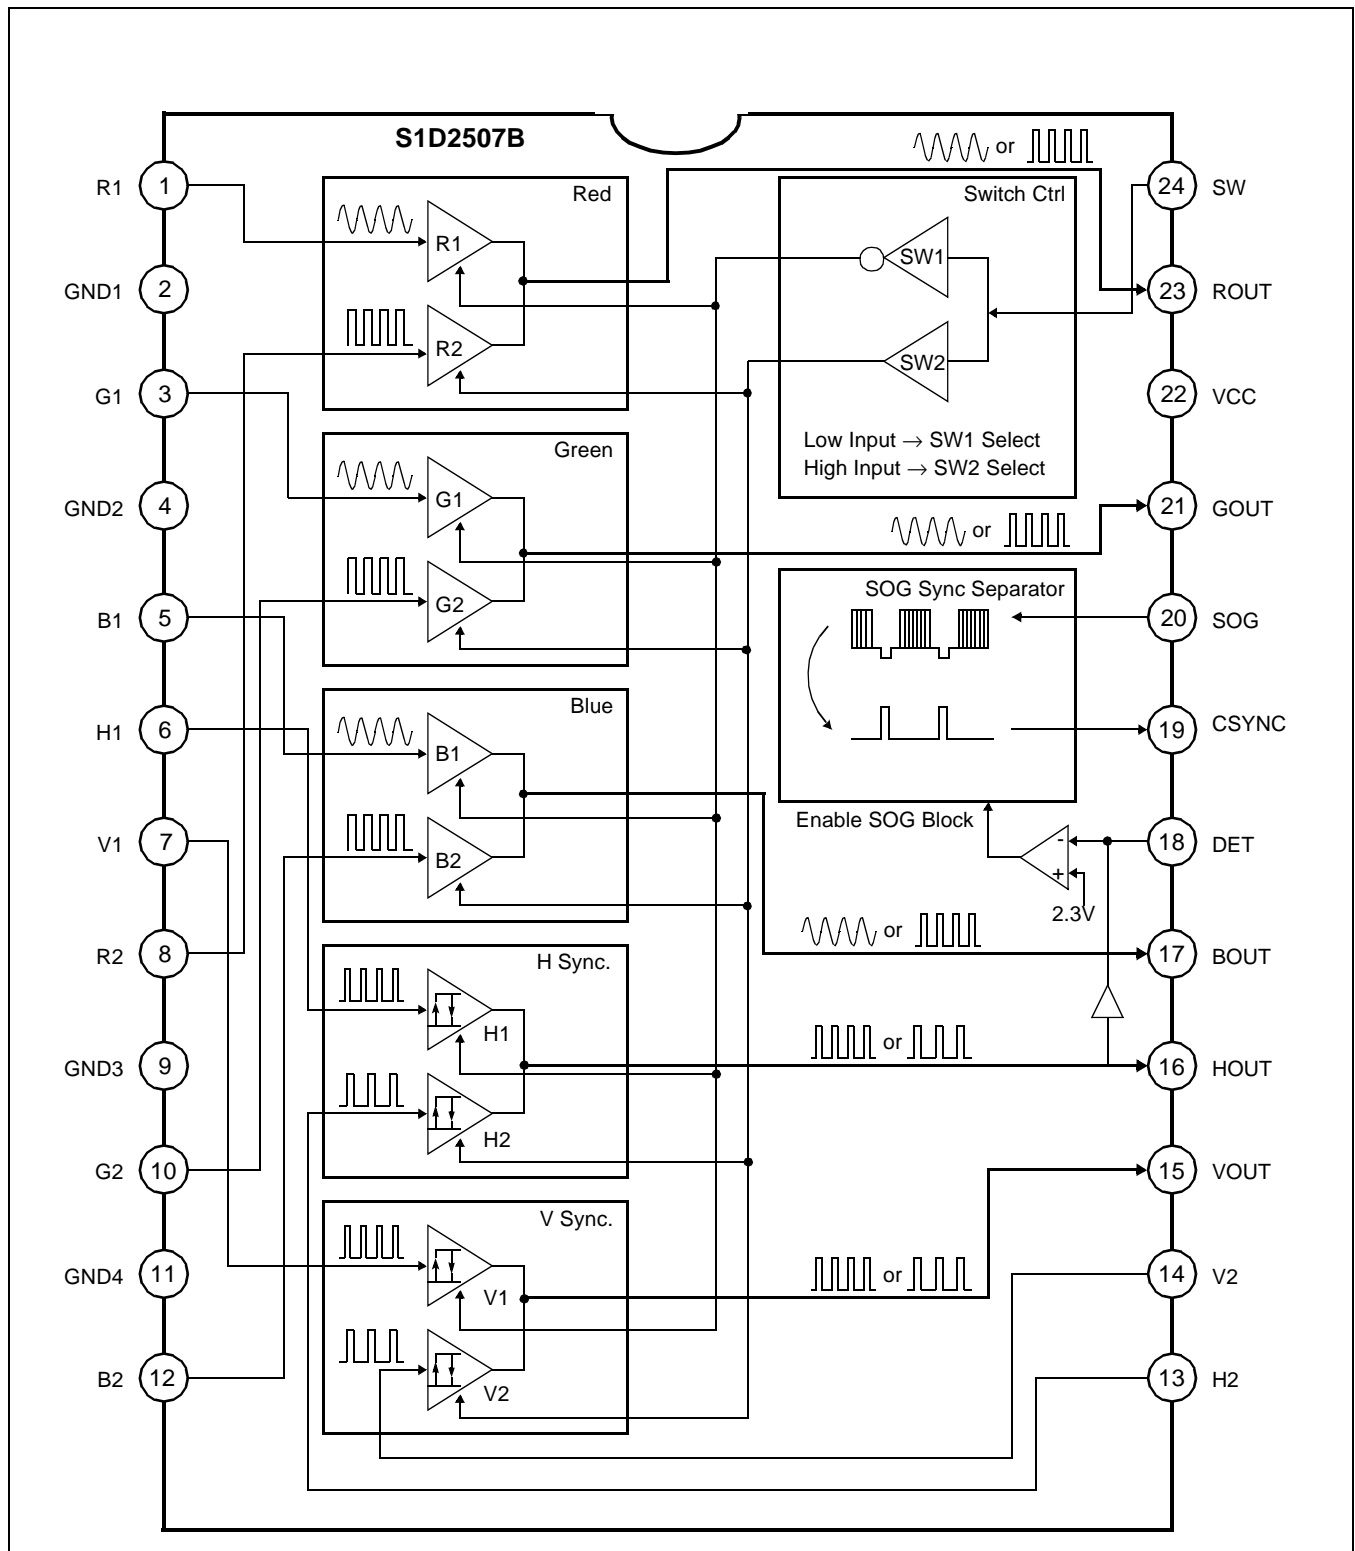 S1D2507B
R1
1
GND1
2
G1
3
GND2
4
B1
5
H1
6
V1
7
R2
8
GND3
9
G2
10
GND4
11
B2
12
Red
R1
R2
Green
G1
G2
Blue
B1
B2
H Sync.
H1
H2
V Sync.
V1
V2
or
Switch Ctrl
SW1
SW2
Low Input → SW1 Select
High Input → SW2 Select
or
SOG Sync Separator
Enable SOG Block
-
+
2.3V
or
or
or
24
SW
23
ROUT
22
VCC
21
GOUT
20
SOG
19
CSYNC
18
DET
17
BOUT
16
HOUT
15
VOUT
14
V2
13
H2